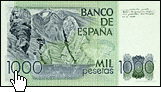 BANCO DE
ESPAÑA
1000 MIL 1000
pesetas